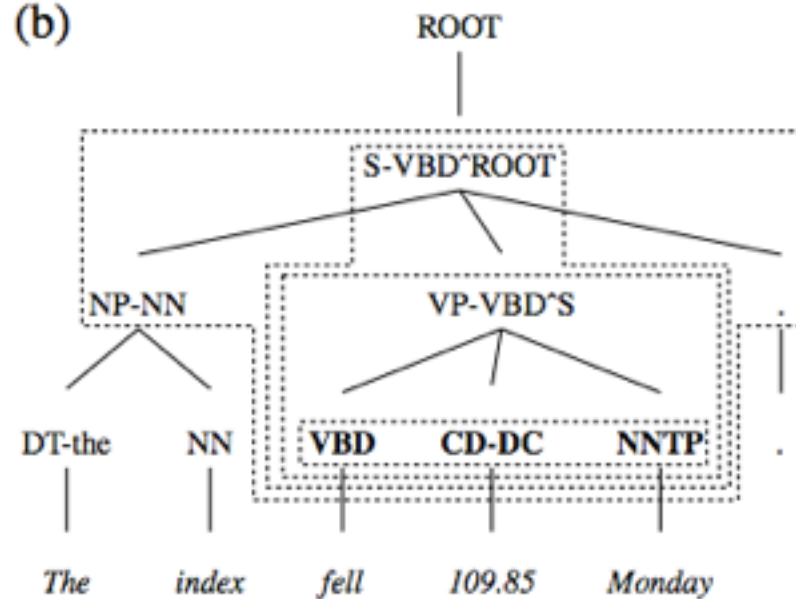 (b)
ROOT
S-VBD^ROOT
NP-NN VP-VBD^S .
DT-the NN VBD CD-DC NNTP .
The index fell 109.85 Monday